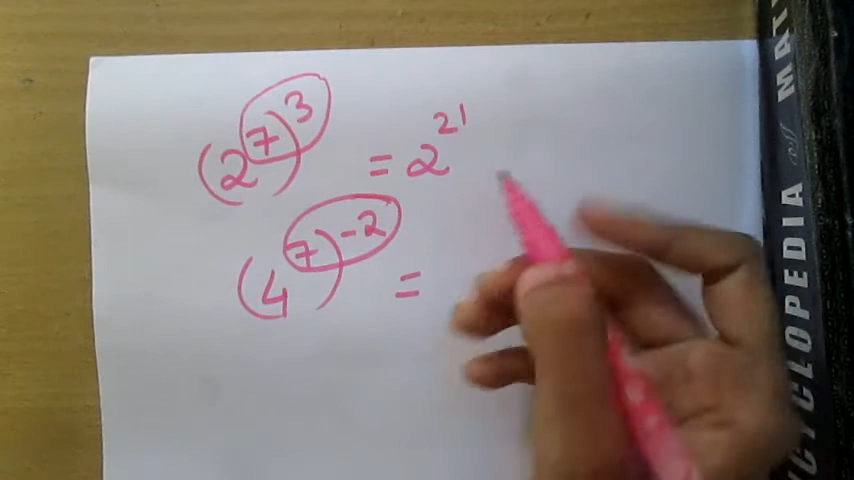 (2^7)^3 = 2^21
(4^7)^-2 =
MAT
ENCYCLOPEDIA